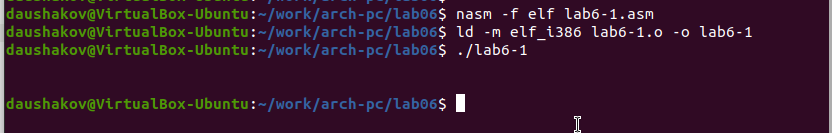 daushakov@VirtualBox-Ubuntu:~/work/arch-pc/lab06$ nasm -f elf lab6-1.asm
daushakov@VirtualBox-Ubuntu:~/work/arch-pc/lab06$ ld -m elf_i386 lab6-1.o -o lab6-1
daushakov@VirtualBox-Ubuntu:~/work/arch-pc/lab06$ ./lab6-1
daushakov@VirtualBox-Ubuntu:~/work/arch-pc/lab06$